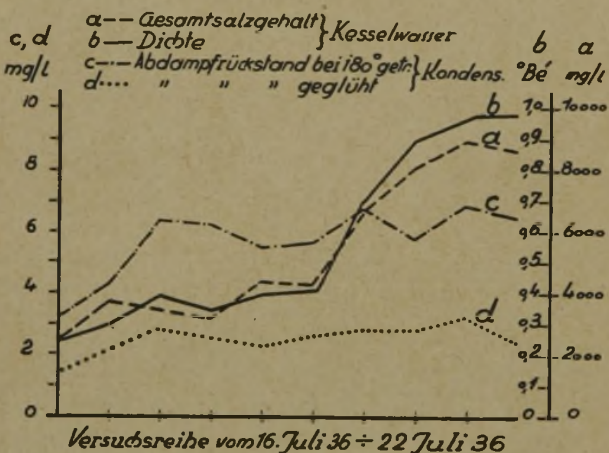 a – – – Gesamtsalzgehalt } Kesselwasser
b —— Dichte
c –·–·– Abdampfrückstand bei 180° getr. } Kondens.
d ···· " " " geglüht
c, d
mg/l
b
°Bé
a
mg/l
10
8
6
4
2
0
1,0
0,9
0,8
0,7
0,6
0,5
0,4
0,3
0,2
0,1
0
10000
8000
6000
4000
2000
0
b
a
c
d
Versuchsreihe vom 16. Juli 36 ÷ 22 Juli 36